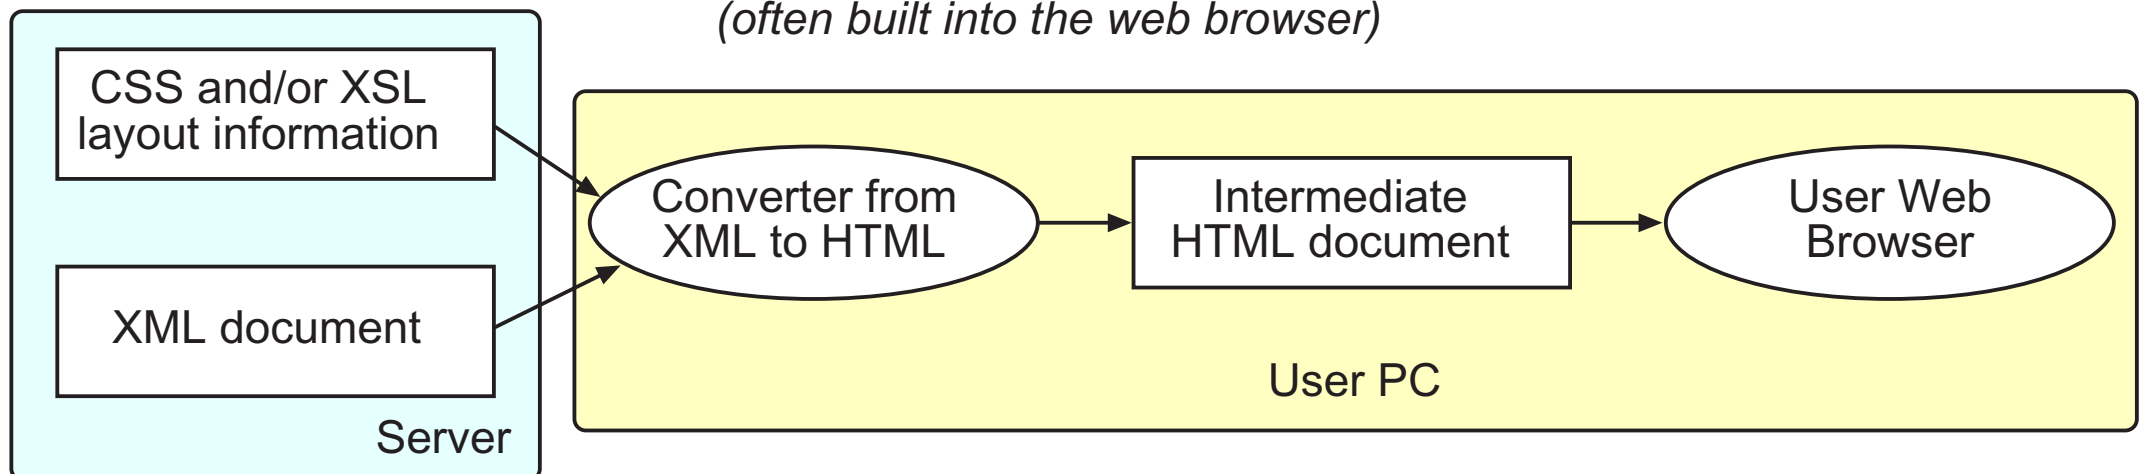 (often built into the web browser)
CSS and/or XSL
layout information
XML document
Server
Converter from
XML to HTML
Intermediate
HTML document
User Web
Browser
User PC